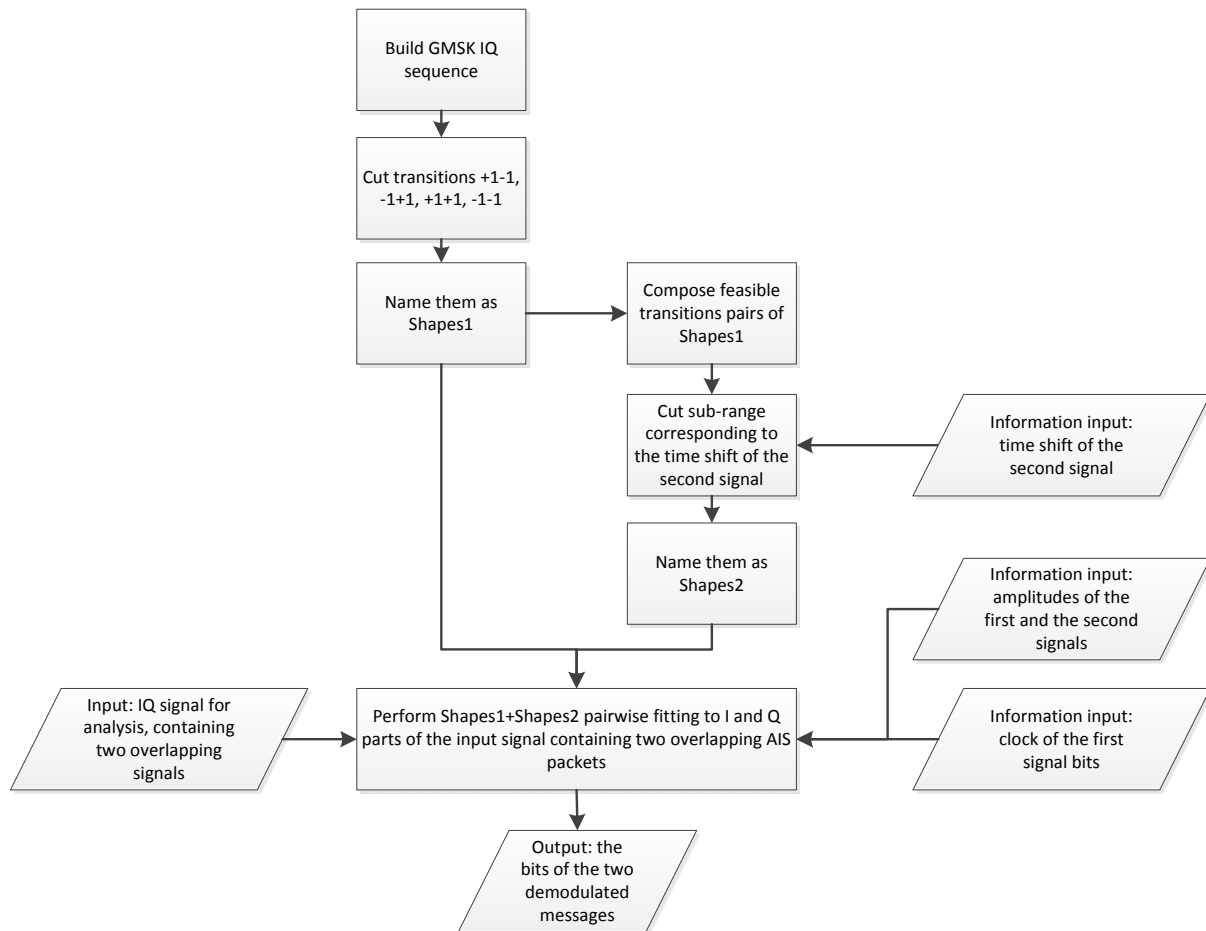 Build GMSK IQ
sequence
Cut transitions +1-1,
-1+1, +1+1, -1-1
Name them as
Shapes1
Compose feasible
transitions pairs of
Shapes1
Cut sub-range
corresponding to
the time shift of the
second signal
Information input:
time shift of the
second signal
Name them as
Shapes2
Information input:
amplitudes of the
first and the second
signals
Input: IQ signal for
analysis, containing
two overlapping
signals
Perform Shapes1+Shapes2 pairwise fitting to I and Q
parts of the input signal containing two overlapping AIS
packets
Information input:
clock of the first
signal bits
Output: the
bits of the two
demodulated
messages